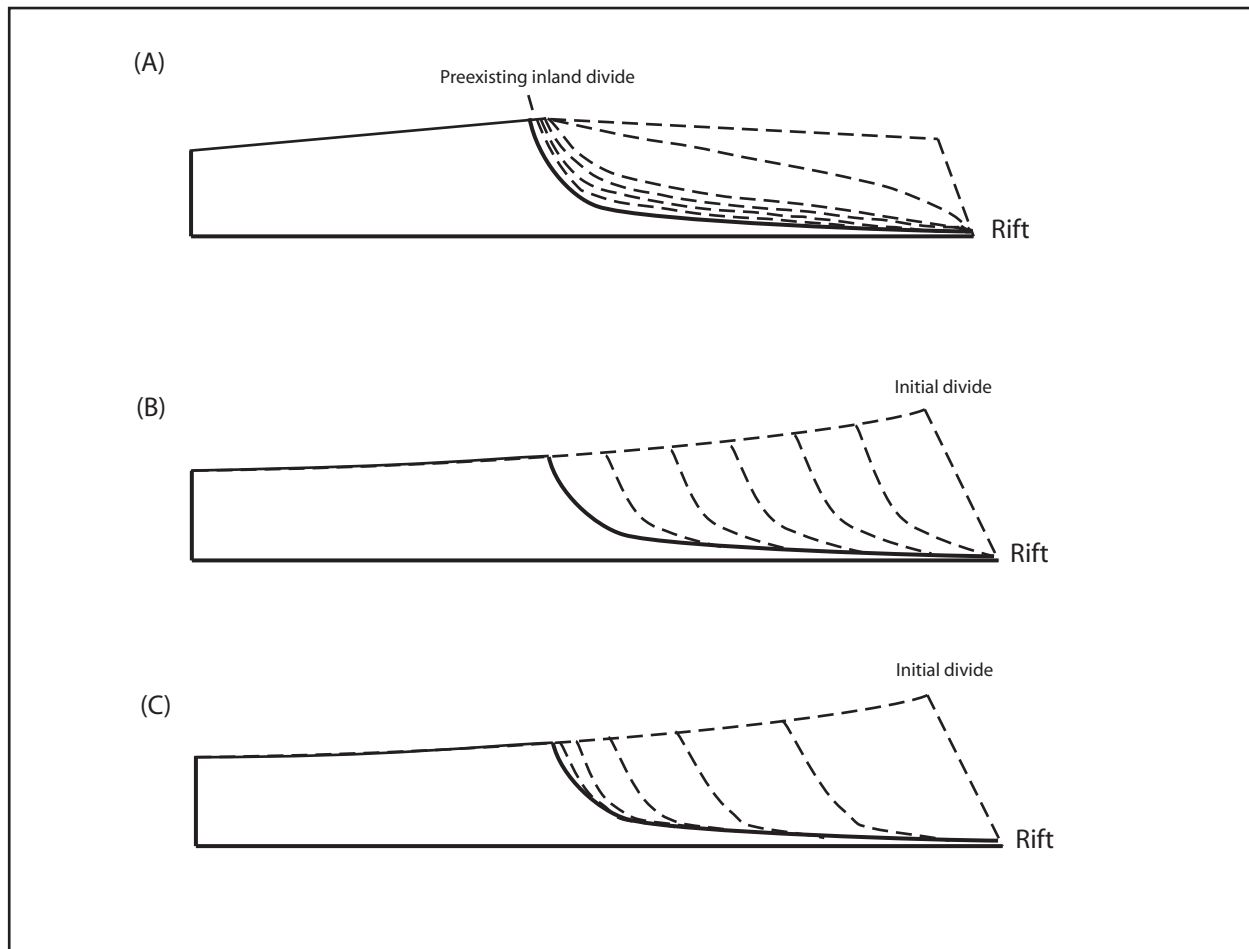 (A)
Preexisting inland divide
Rift
Initial divide
(B)
Rift
Initial divide
(C)
Rift